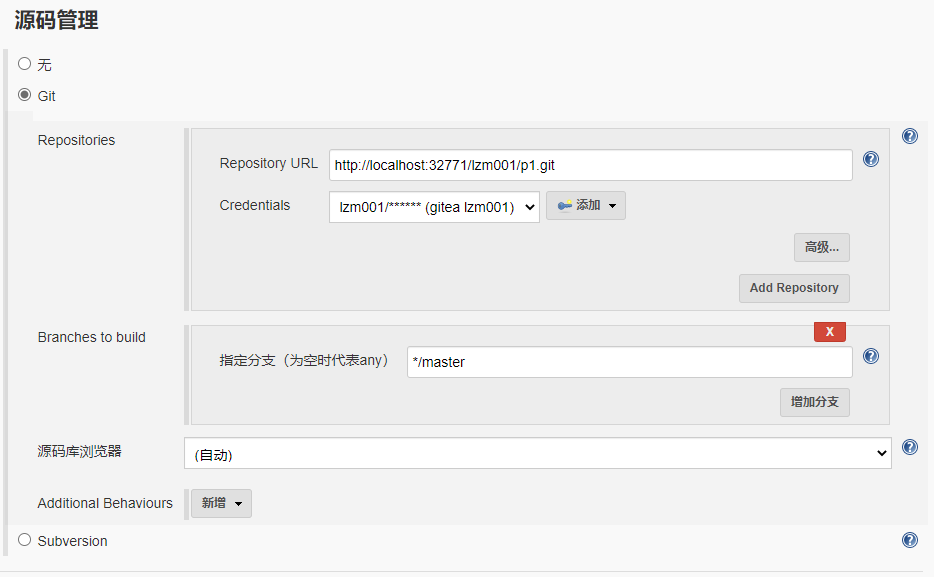 源码管理
无
Git
Repositories
Repository URL http://localhost:32771/lzm001/p1.git
Credentials lzm001/****** (gitea lzm001) 添加
高级...
Add Repository
Branches to build
X
指定分支（为空时代表any） */master
增加分支
源码库浏览器 (自动)
Additional Behaviours 新增
Subversion